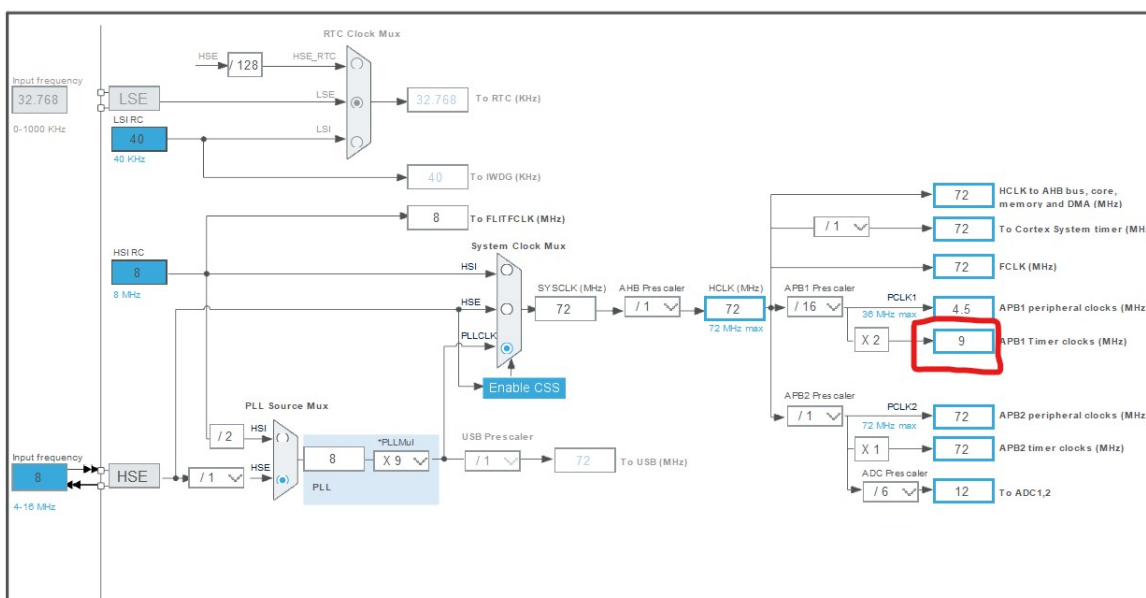 RTC Clock Mux
HSE
/ 128
HSE_RTC
Input frequency
32.768
0-1000 KHz
LSE
LSE
32.768
To RTC (KHz)
LSI RC
40
40 KHz
LSI
40
To IWDG (KHz)
8
To FLITFCLK (MHz)
System Clock Mux
HSI RC
8
8 MHz
HSI
HSE
PLLCLK
SYSCLK (MHz)
72
AHB Prescaler
/ 1
HCLK (MHz)
72
72 MHz max
72
HCLK to AHB bus, core,
memory and DMA (MHz)
/ 1
72
To Cortex System timer (MH
72
FCLK (MHz)
APB1 Prescaler
/ 16
PCLK1
36 MHz max
4.5
APB1 peripheral clocks (MHz
X 2
9
APB1 Timer clocks (MHz)
Enable CSS
APB2 Prescaler
/ 1
PCLK2
72 MHz max
72
APB2 peripheral clocks (MHz
X 1
72
APB2 timer clocks (MHz)
ADC Prescaler
/ 6
12
To ADC1,2
PLL Source Mux
/ 2
HSI
*PLLMul
8
X 9
PLL
USB Prescaler
/ 1
72
To USB (MHz)
Input frequency
8
4-16 MHz
HSE
/ 1
HSE